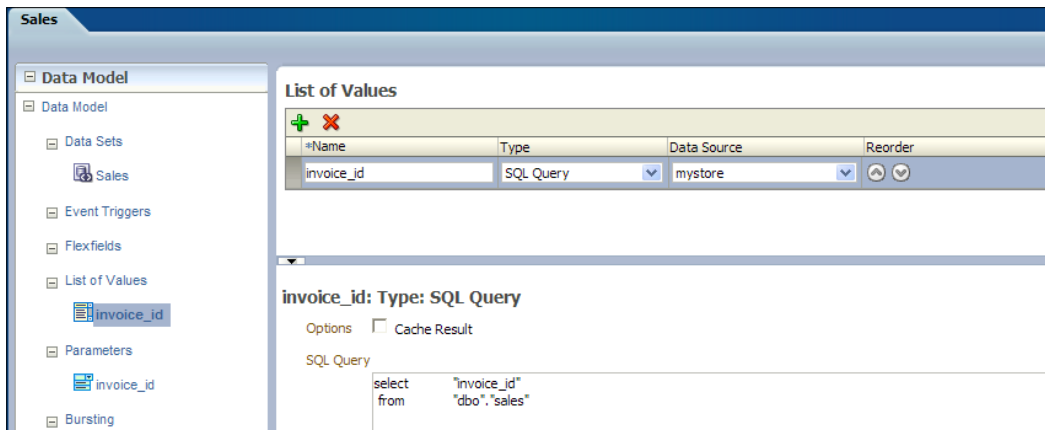 Sales
Data Model
Data Model
Data Sets
Sales
Event Triggers
Flexfields
List of Values
invoice_id
Parameters
invoice_id
Bursting
List of Values
*Name Type Data Source Reorder
invoice_id SQL Query mystore
invoice_id: Type: SQL Query
Options Cache Result
SQL Query
select "invoice_id"
from "dbo"."sales"